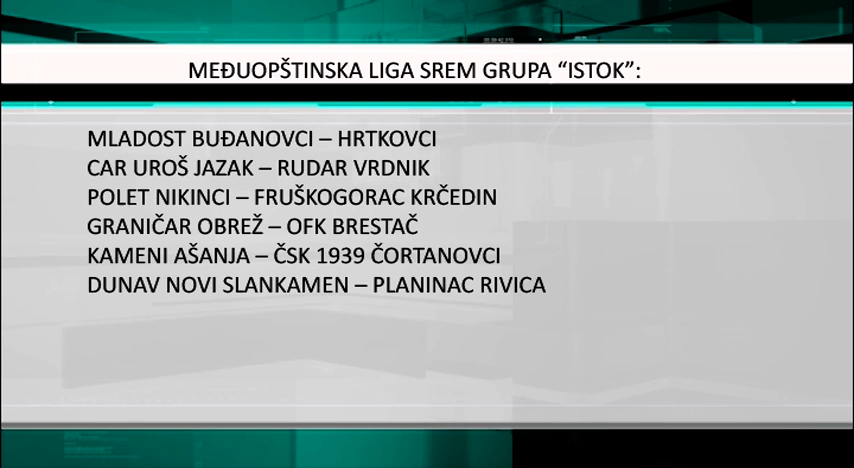 MEĐUOPŠTINSKA LIGA SREM GRUPA “ISTOK”:
MLADOST BUĐANOVCI – HRTKOVCI
CAR UROŠ JAZAK – RUDAR VRDNIK
POLET NIKINCI – FRUŠKOGORAC KRČEDIN
GRANIČAR OBREŽ – OFK BRESTAČ
KAMENI AŠANJA – ČSK 1939 ČORTANOVCI
DUNAV NOVI SLANKAMEN – PLANINAC RIVICA